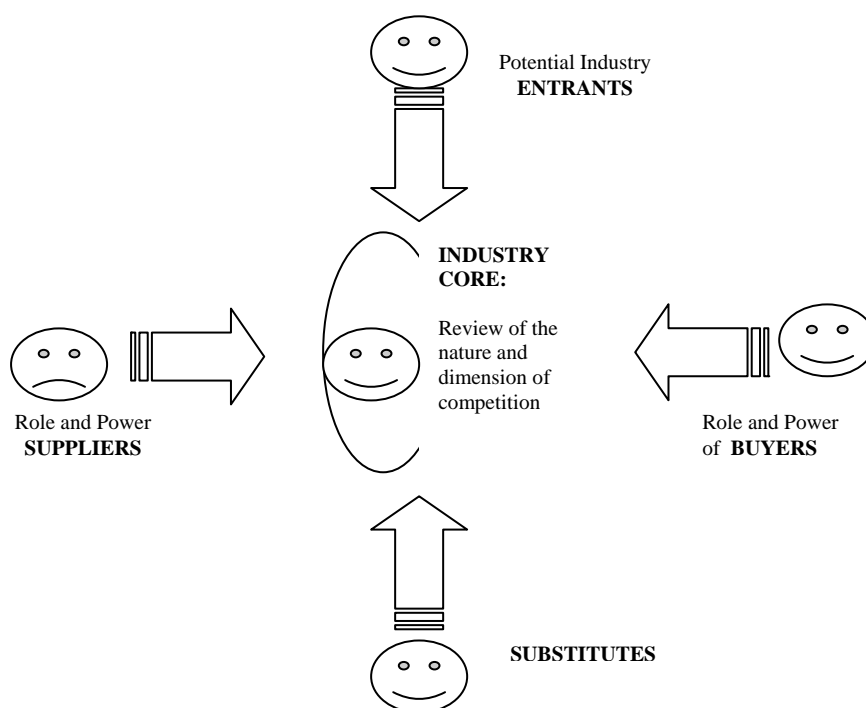 Potential Industry
ENTRANTS
INDUSTRY
CORE:
Review of the
nature and
dimension of
competition
Role and Power
SUPPLIERS
Role and Power
of BUYERS
SUBSTITUTES